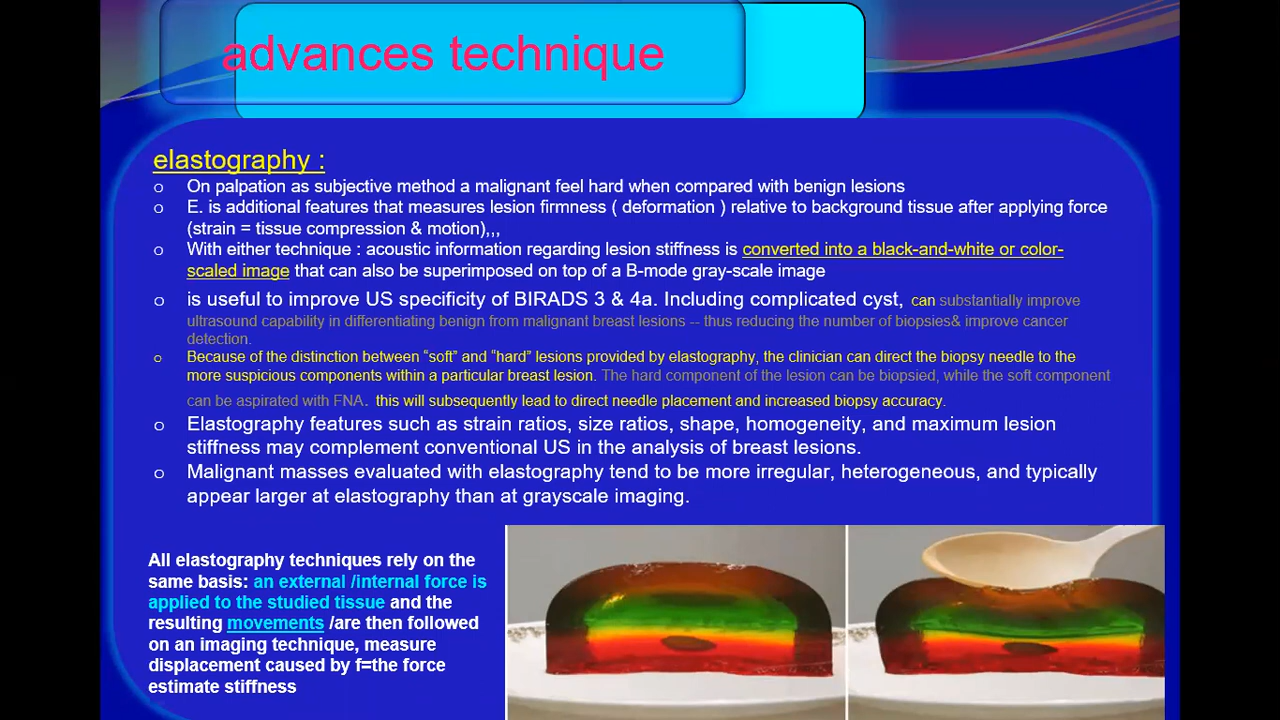 advances technique
elastography :
o On palpation as subjective method a malignant feel hard when compared with benign lesions
o E. is additional features that measures lesion firmness ( deformation ) relative to background tissue after applying force
(strain = tissue compression & motion),,,
o With either technique : acoustic information regarding lesion stiffness is converted into a black-and-white or color-
scaled image that can also be superimposed on top of a B-mode gray-scale image
o is useful to improve US specificity of BIRADS 3 & 4a. Including complicated cyst, can substantially improve
ultrasound capability in differentiating benign from malignant breast lesions -- thus reducing the number of biopsies& improve cancer
detection.
o Because of the distinction between “soft” and “hard” lesions provided by elastography, the clinician can direct the biopsy needle to the
more suspicious components within a particular breast lesion. The hard component of the lesion can be biopsied, while the soft component
can be aspirated with FNA. this will subsequently lead to direct needle placement and increased biopsy accuracy.
o Elastography features such as strain ratios, size ratios, shape, homogeneity, and maximum lesion
stiffness may complement conventional US in the analysis of breast lesions.
o Malignant masses evaluated with elastography tend to be more irregular, heterogeneous, and typically
appear larger at elastography than at grayscale imaging.
All elastography techniques rely on the
same basis: an external /internal force is
applied to the studied tissue and the
resulting movements /are then followed
on an imaging technique, measure
displacement caused by f=the force
estimate stiffness